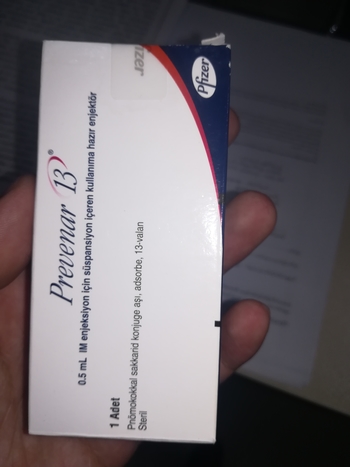 Prevenar 13®
0.5 mL IM enjeksiyon için süspansiyon içeren kullanıma hazır enjektör
1 Adet
Pnömokokkal sakkarid konjuge aşı, adsorbe, 13-valan
Steril
Pfizer
izer